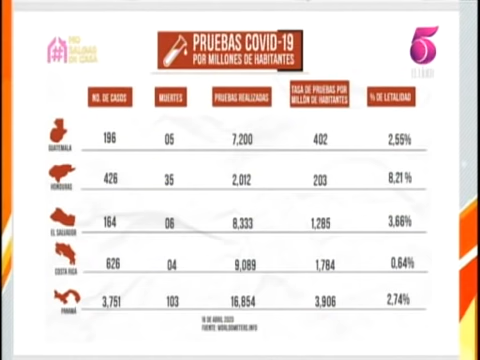 #1 NO
SALGAS
DE CASA
PRUEBAS COVID-19
POR MILLONES DE HABITANTES
5
NO. DE CASOS MUERTES PRUEBAS REALIZADAS TASA DE PRUEBAS POR MILLÓN DE HABITANTES % DE LETALIDAD
GUATEMALA 196 05 7,200 402 2,55%
HONDURAS 426 35 2,012 203 8,21 %
EL SALVADOR 164 06 8,333 1,285 3,66%
COSTA RICA 626 04 9,089 1,784 0,64%
PANAMÁ 3,751 103 16,854 3,906 2,74%
16 DE ABRIL 2020
FUENTE: WORLDOMETERS.INFO